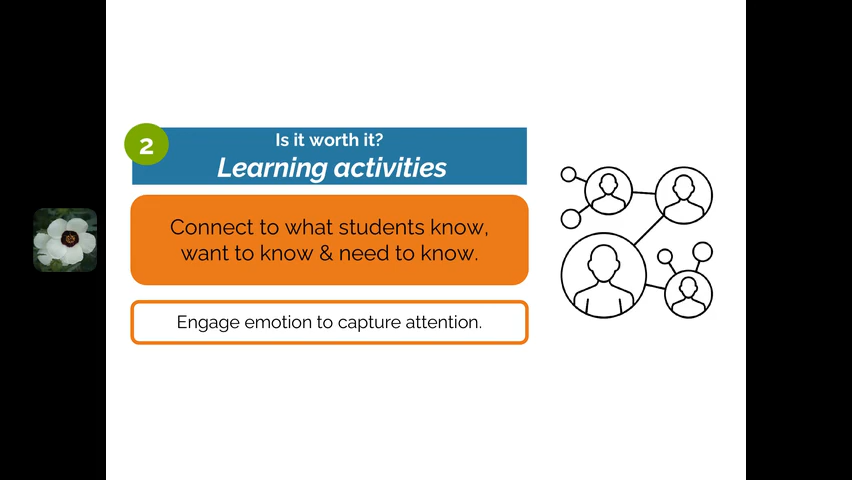 2
Is it worth it?
Learning activities
Connect to what students know,
want to know & need to know.
Engage emotion to capture attention.